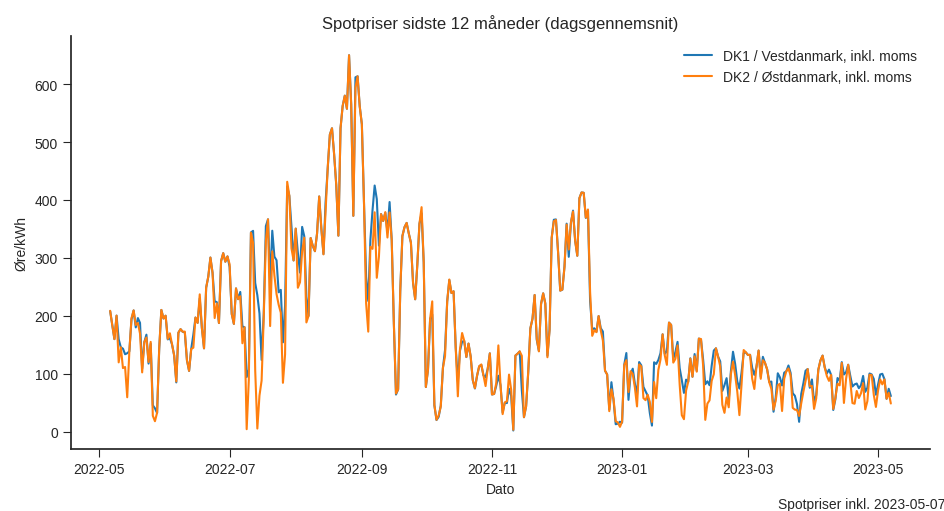 Spotpriser sidste 12 måneder (dagsgennemsnit)
DK1 / Vestdanmark, inkl. moms
DK2 / Østdanmark, inkl. moms
Øre/kWh
600
500
400
300
200
100
0
2022-05
2022-07
2022-09
2022-11
2023-01
2023-03
2023-05
Dato
Spotpriser inkl. 2023-05-07